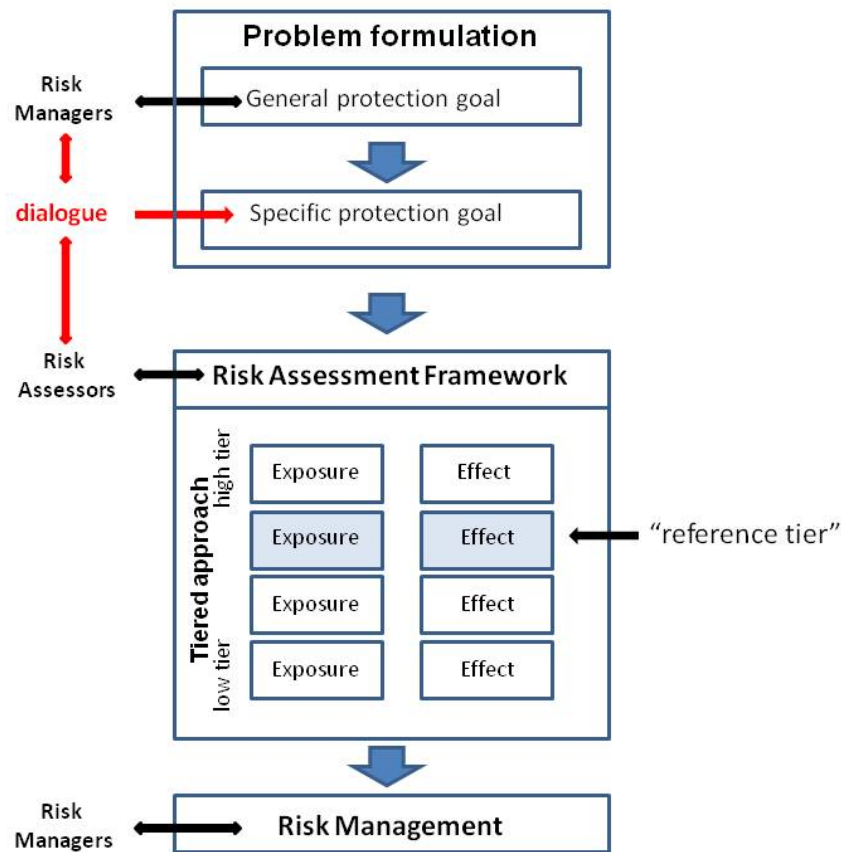 Problem formulation
Risk
Managers
General protection goal
dialogue
Specific protection goal
Risk
Assessors
Risk Assessment Framework
Tiered approach
high tier
low tier
Exposure
Effect
Exposure
Effect
"reference tier"
Exposure
Effect
Exposure
Effect
Risk
Managers
Risk Management